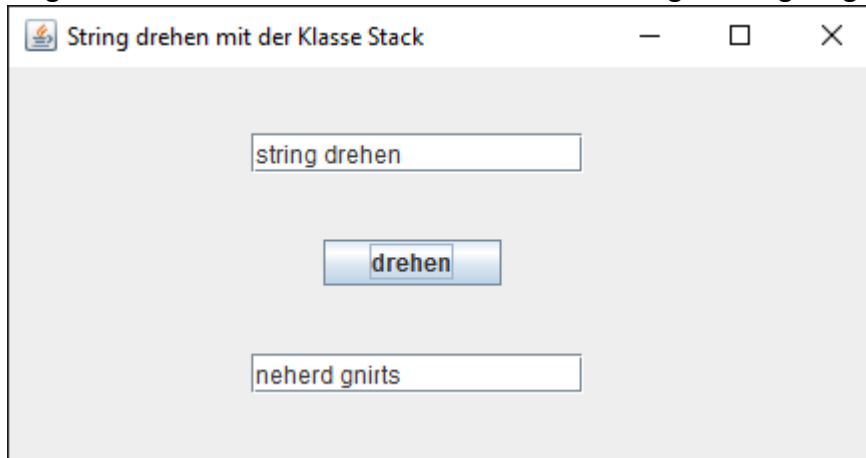 String drehen mit der Klasse Stack
string drehen
drehen
neherd gnirts